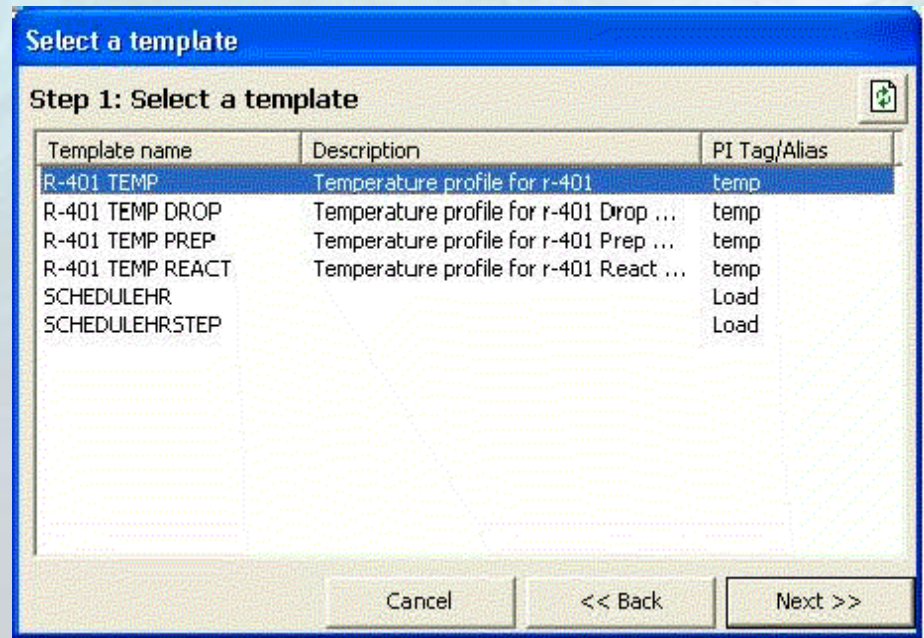 Select a template
Step 1: Select a template
Template name Description PI Tag/Alias
R-401 TEMP Temperature profile for r-401 temp
R-401 TEMP DROP Temperature profile for r-401 Drop ... temp
R-401 TEMP PREP Temperature profile for r-401 Prep ... temp
R-401 TEMP REACT Temperature profile for r-401 React ... temp
SCHEDULEHR Load
SCHEDULEHRSTEP Load
Cancel << Back Next >>